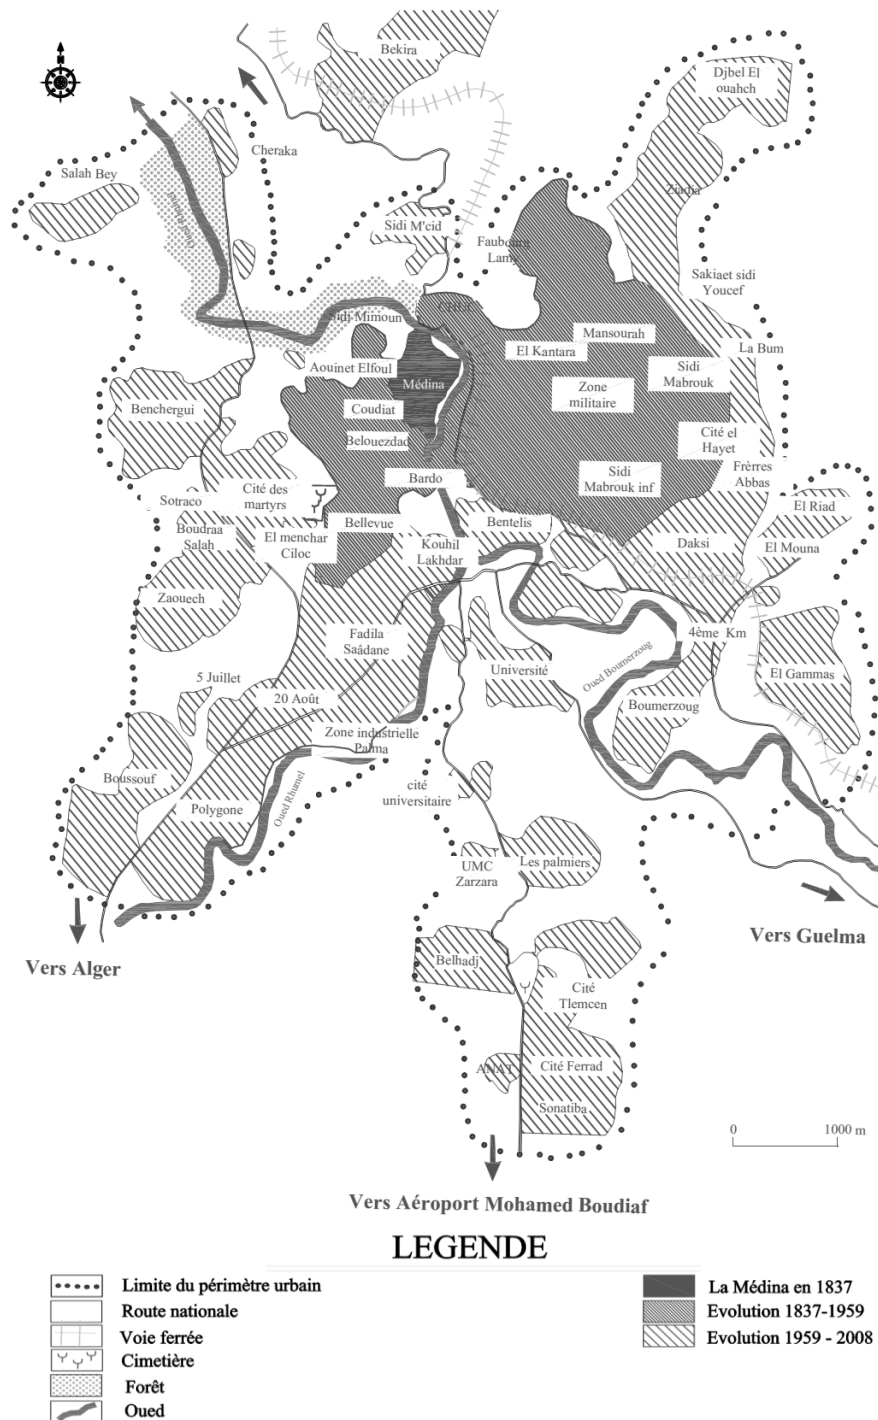 N
Bekira
Djbel El
ouahch
Cheraka
Salah Bey
Ziadia
Oued Rhumel
Sidi M'cid
Faubourg
Lamy
Sakiaet sidi
Youcef
Sidi Mimoun
Mansourah
La Bum
El Kantara
Aouinet Elfoul
Sidi
Mabrouk
Médina
Zone
militaire
Benchergui
Coudiat
Belouezdad
Cité el
Hayet
Bardo
Sidi
Mabrouk inf
Frèrres
Abbas
Cité des
martyrs
Sotraco
El Riad
Bellevue
Bentelis
Boudraa
Salah
El menchar
Ciloc
Kouhil
Lakhdar
Daksi
El Mouna
Zaouech
Fadila
Saâdane
4ème Km
Oued Boumerzoug
5 Juillet
Université
El Gammas
20 Août
Boumerzoug
Zone industrielle
Palma
Boussouf
cité
universitaire
Oued Rhumel
Polygone
UMC
Zarzara
Les palmiers
Vers Guelma
Vers Alger
Belhadj
Cité
Tlemcen
ANAT
Cité Ferrad
Sonatiba
0 1000 m
Vers Aéroport Mohamed Boudiaf
LEGENDE
Limite du périmètre urbain
Route nationale
Voie ferrée
Cimetière
Forêt
Oued
La Médina en 1837
Evolution 1837-1959
Evolution 1959 - 2008